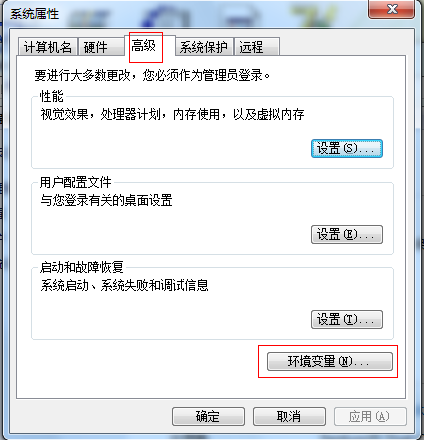 系统属性
计算机名 硬件 高级 系统保护 远程
要进行大多数更改，您必须作为管理员登录。
性能
视觉效果，处理器计划，内存使用，以及虚拟内存
设置(S)...
用户配置文件
与您登录有关的桌面设置
设置(E)...
启动和故障恢复
系统启动、系统失败和调试信息
设置(T)...
环境变量(N)...
确定 取消 应用(A)